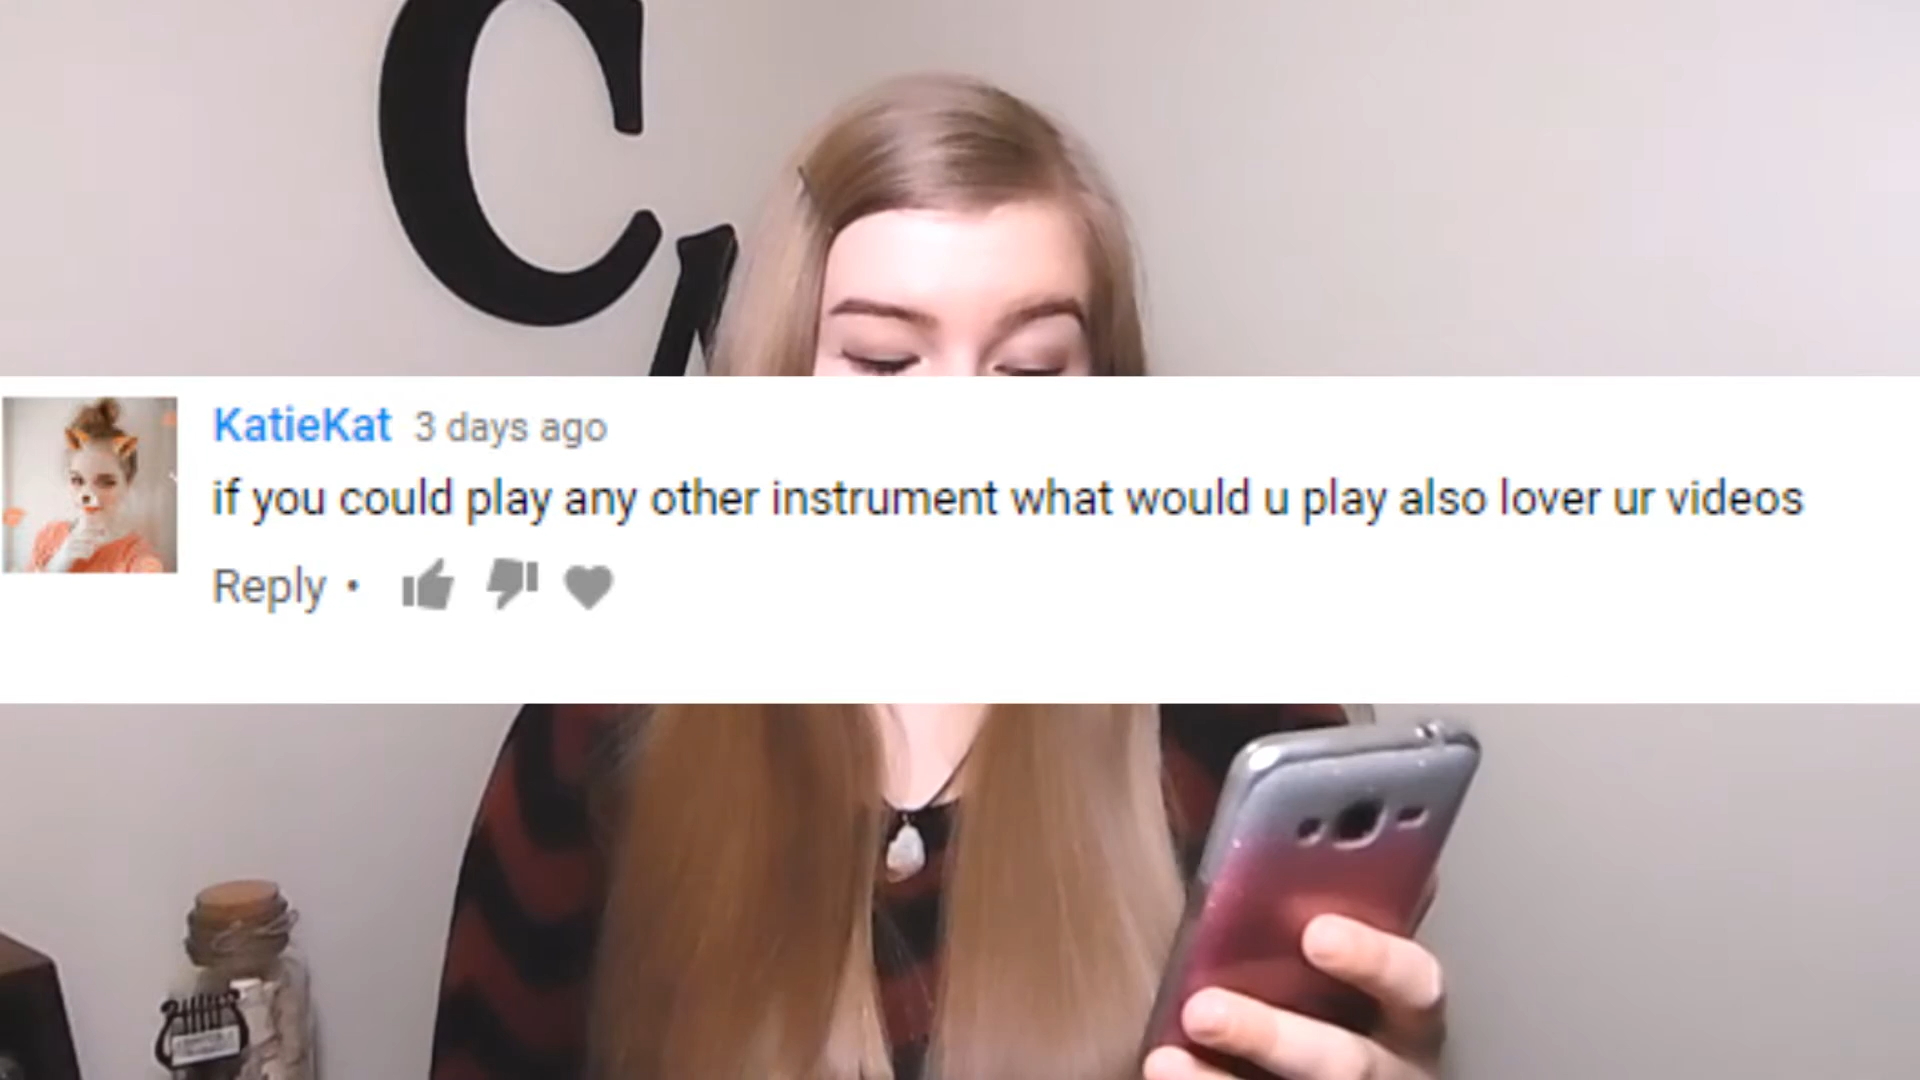 CA
KatieKat 3 days ago
if you could play any other instrument what would u play also lover ur videos
Reply •